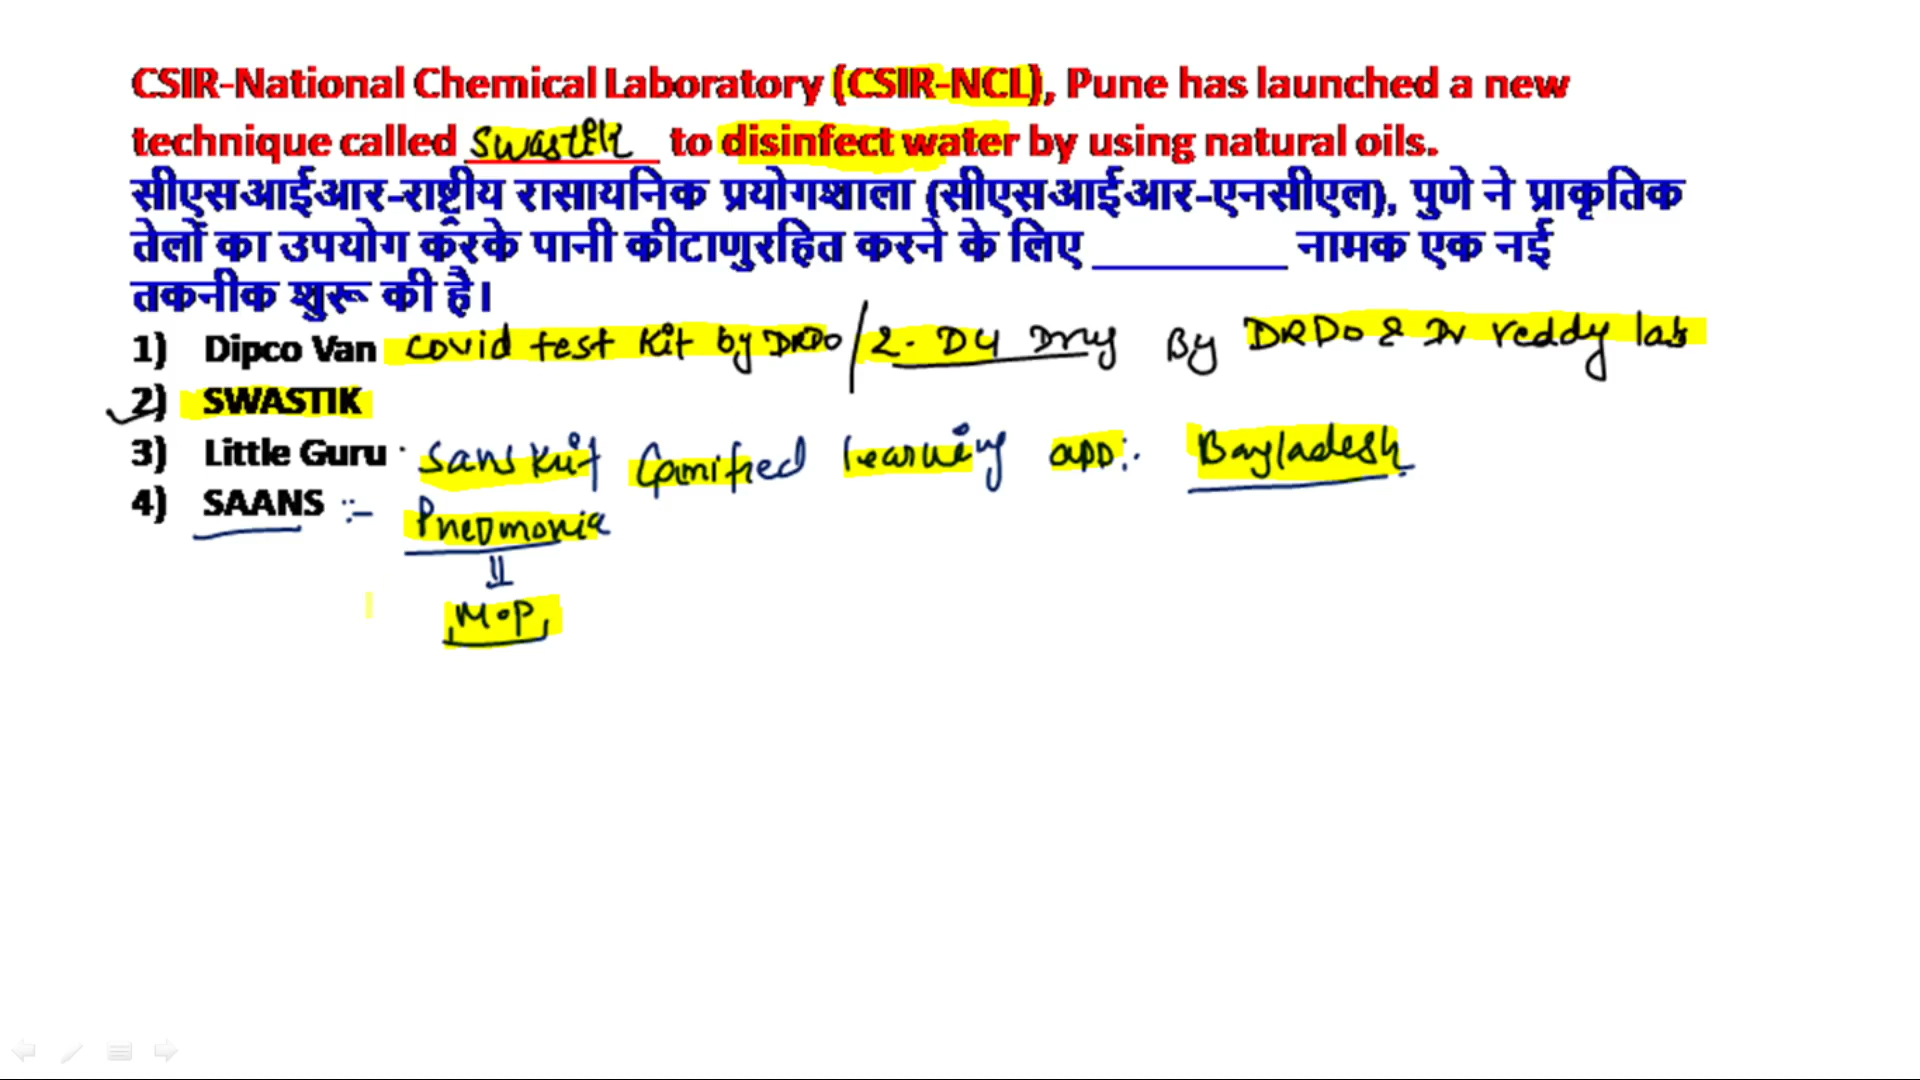 CSIR-National Chemical Laboratory (CSIR-NCL), Pune has launched a new
technique called Swastik to disinfect water by using natural oils.
सीएसआईआर-राष्ट्रीय रासायनिक प्रयोगशाला (सीएसआईआर-एनसीएल), पुणे ने प्राकृतिक
तेलों का उपयोग करके पानी कीटाणुरहित करने के लिए _________ नामक एक नई
तकनीक शुरू की है।
1) Dipco Van covid test kit by DRDO / 2-DG Drug By DRDO & Dr reddy lab
2) SWASTIK
3) Little Guru Sanskrit Gamified learning app:- Bangladesh
4) SAANS :- Pneumonia
M.P